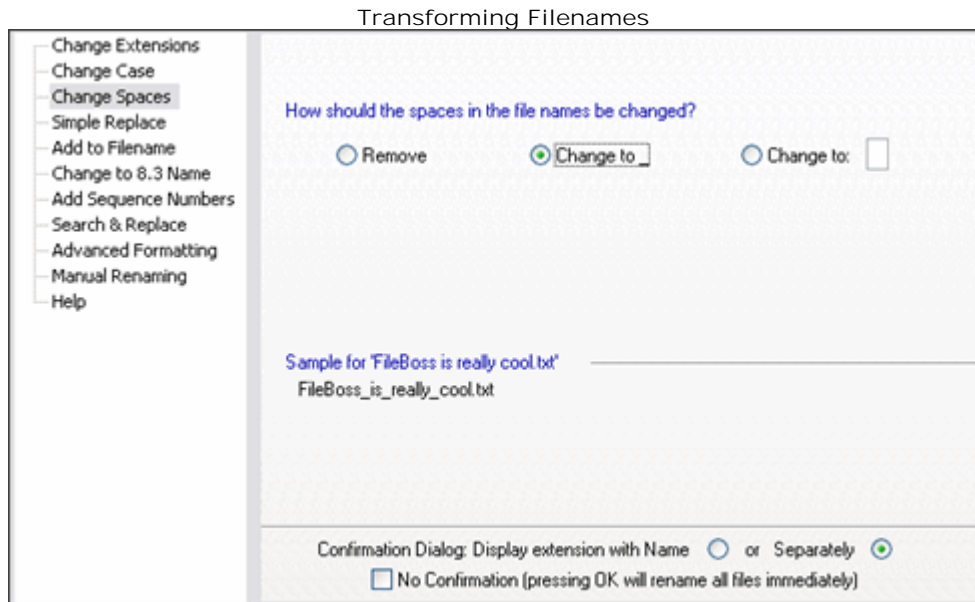 Transforming Filenames
Change Extensions
Change Case
Change Spaces
Simple Replace
Add to Filename
Change to 8.3 Name
Add Sequence Numbers
Search & Replace
Advanced Formatting
Manual Renaming
Help
How should the spaces in the file names be changed?
Remove Change to _ Change to:
Sample for 'FileBoss is really cool.txt'
FileBoss_is_really_cool.txt
Confirmation Dialog: Display extension with Name or Separately
No Confirmation (pressing OK will rename all files immediately)